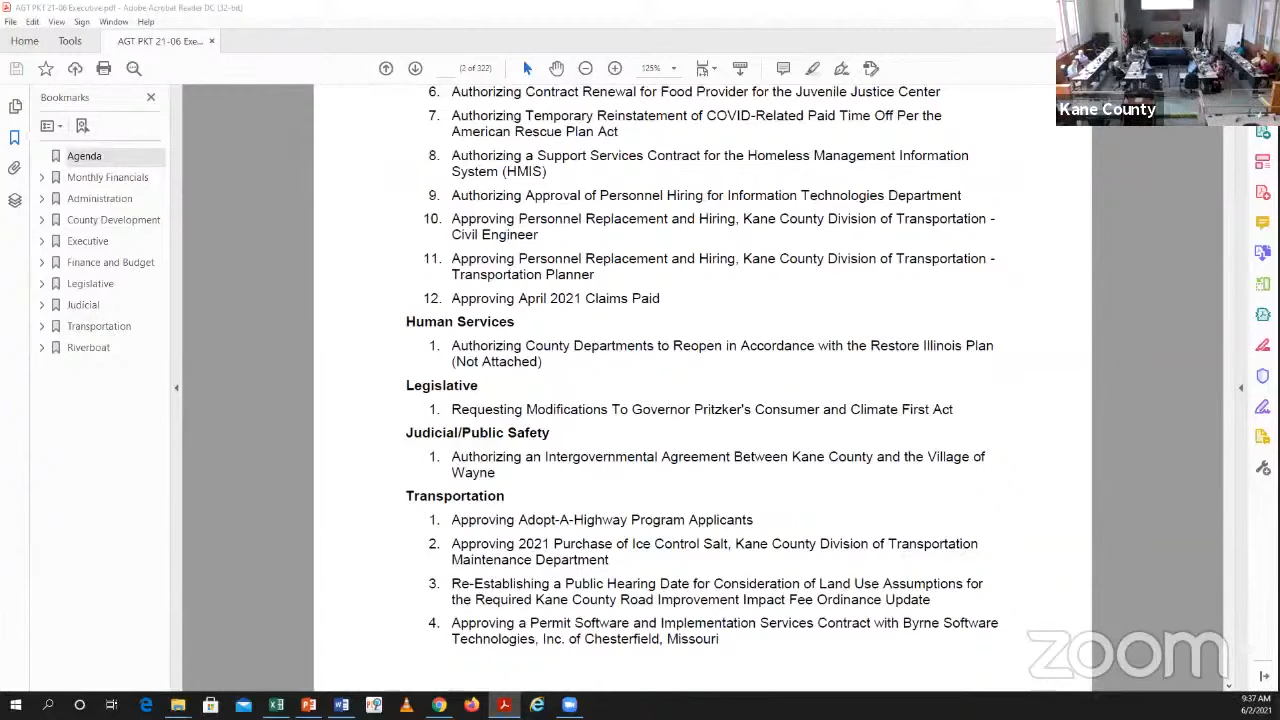 AGT PKT 21-06 Executive.pdf - Adobe Acrobat Reader DC (32-bit)
File Edit View Sign Window Help
Home Tools AGT PKT 21-06 Exe... ×
(2 of 322) 125%
Bookmarks
Agenda
Monthly Financials
Administration
County Development
Executive
Finance and Budget
Legislative
Judicial
Transportation
Riverboat
Kane County
6. Authorizing Contract Renewal for Food Provider for the Juvenile Justice Center
7. Authorizing Temporary Reinstatement of COVID-Related Paid Time Off Per the
American Rescue Plan Act
8. Authorizing a Support Services Contract for the Homeless Management Information
System (HMIS)
9. Authorizing Approval of Personnel Hiring for Information Technologies Department
10. Approving Personnel Replacement and Hiring, Kane County Division of Transportation -
Civil Engineer
11. Approving Personnel Replacement and Hiring, Kane County Division of Transportation -
Transportation Planner
12. Approving April 2021 Claims Paid
Human Services
1. Authorizing County Departments to Reopen in Accordance with the Restore Illinois Plan
(Not Attached)
Legislative
1. Requesting Modifications To Governor Pritzker's Consumer and Climate First Act
Judicial/Public Safety
1. Authorizing an Intergovernmental Agreement Between Kane County and the Village of
Wayne
Transportation
1. Approving Adopt-A-Highway Program Applicants
2. Approving 2021 Purchase of Ice Control Salt, Kane County Division of Transportation
Maintenance Department
3. Re-Establishing a Public Hearing Date for Consideration of Land Use Assumptions for
the Required Kane County Road Improvement Impact Fee Ordinance Update
4. Approving a Permit Software and Implementation Services Contract with Byrne Software
Technologies, Inc. of Chesterfield, Missouri
zoom
9:37 AM
6/2/2021